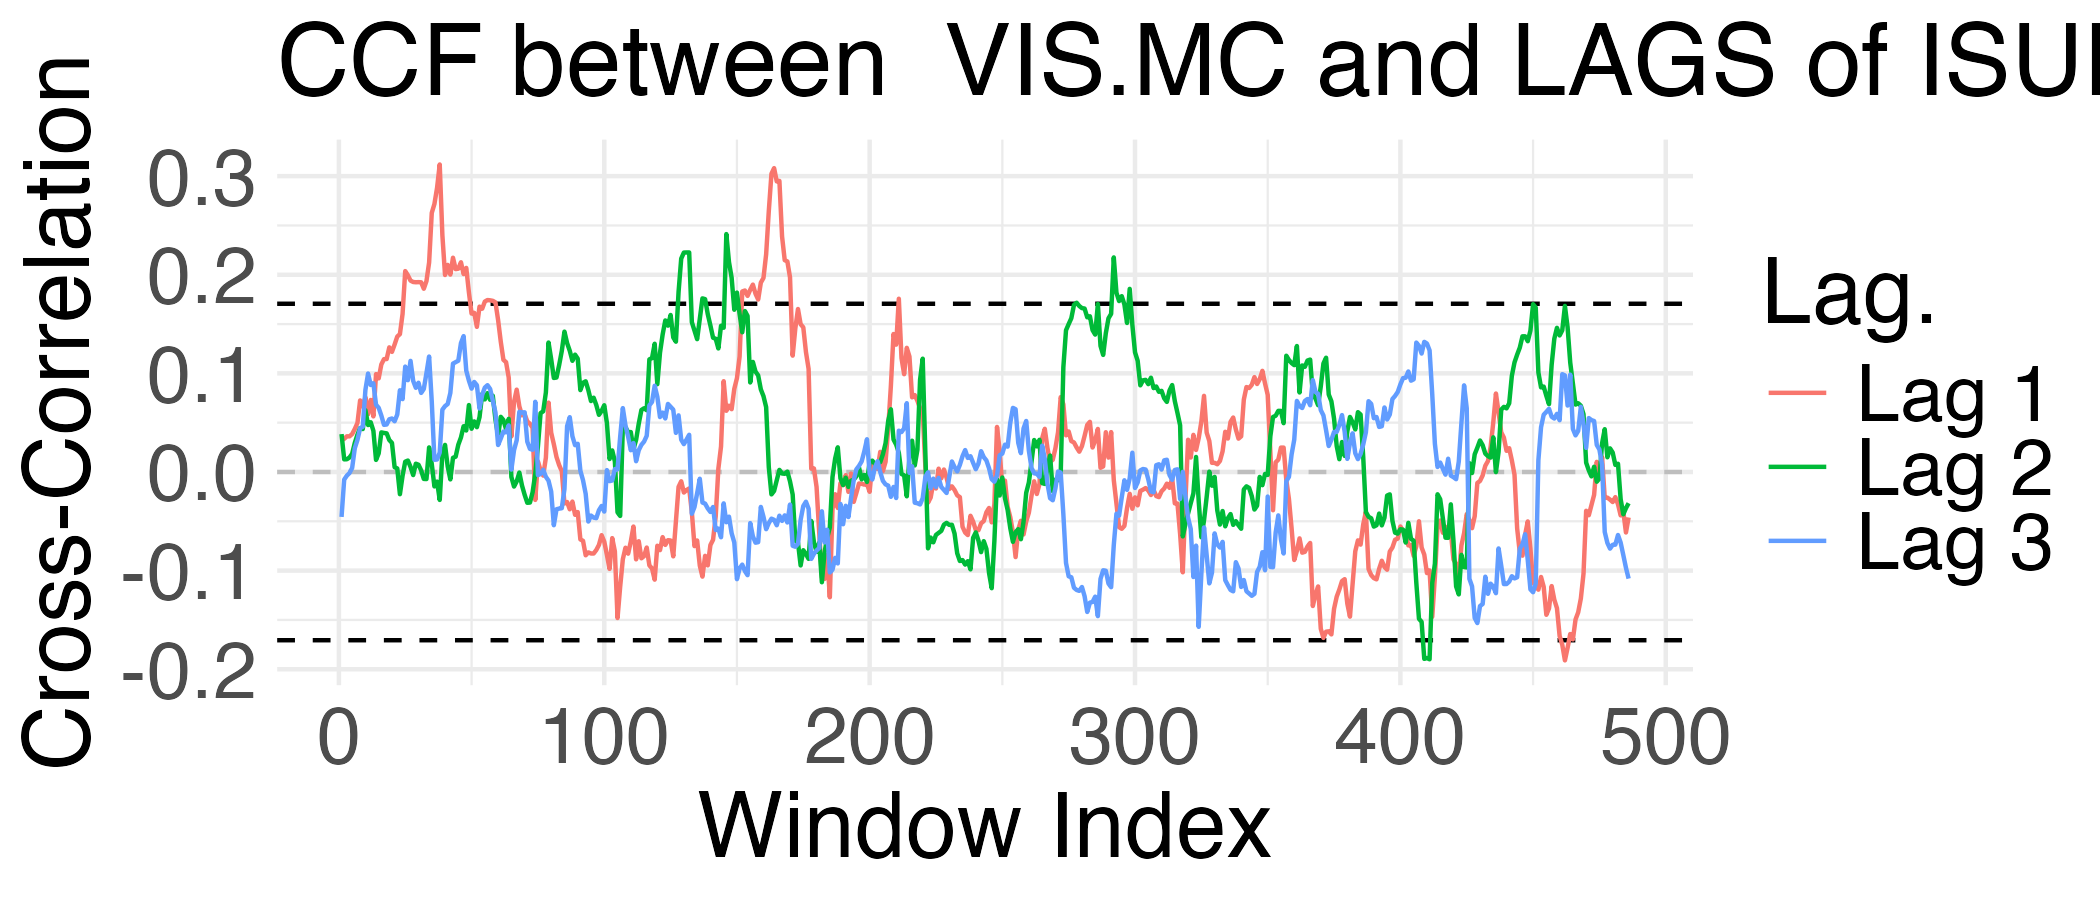 CCF between VIS.MC and LAGS of
Cross-Correlation
0.3
0.2
0.1
0.0
-0.1
-0.2
0
100
200
300
400
500
Window Index
Lag.
Lag 1
Lag 2
Lag 3